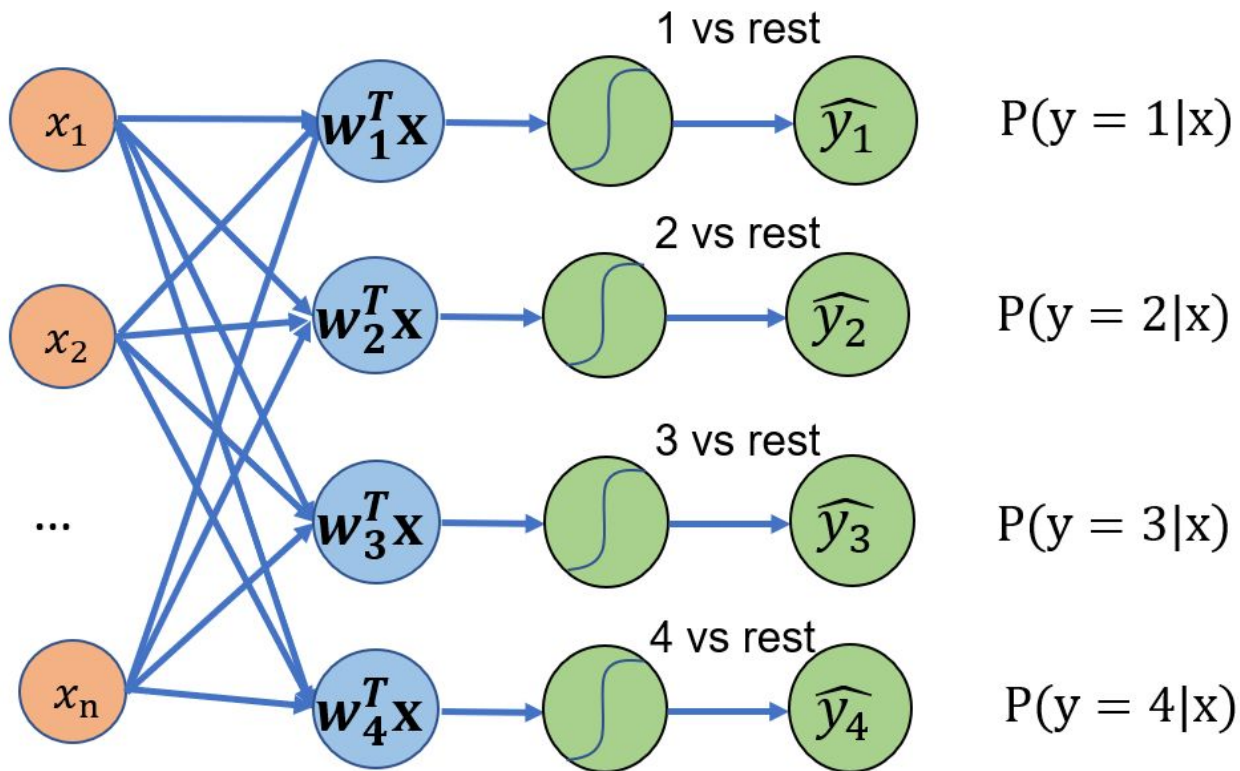 1 vs rest
x₁ w₁ᵀx ŷ₁ P(y = 1|x)
2 vs rest
x₂ w₂ᵀx ŷ₂ P(y = 2|x)
3 vs rest
... w₃ᵀx ŷ₃ P(y = 3|x)
4 vs rest
xₙ w₄ᵀx ŷ₄ P(y = 4|x)